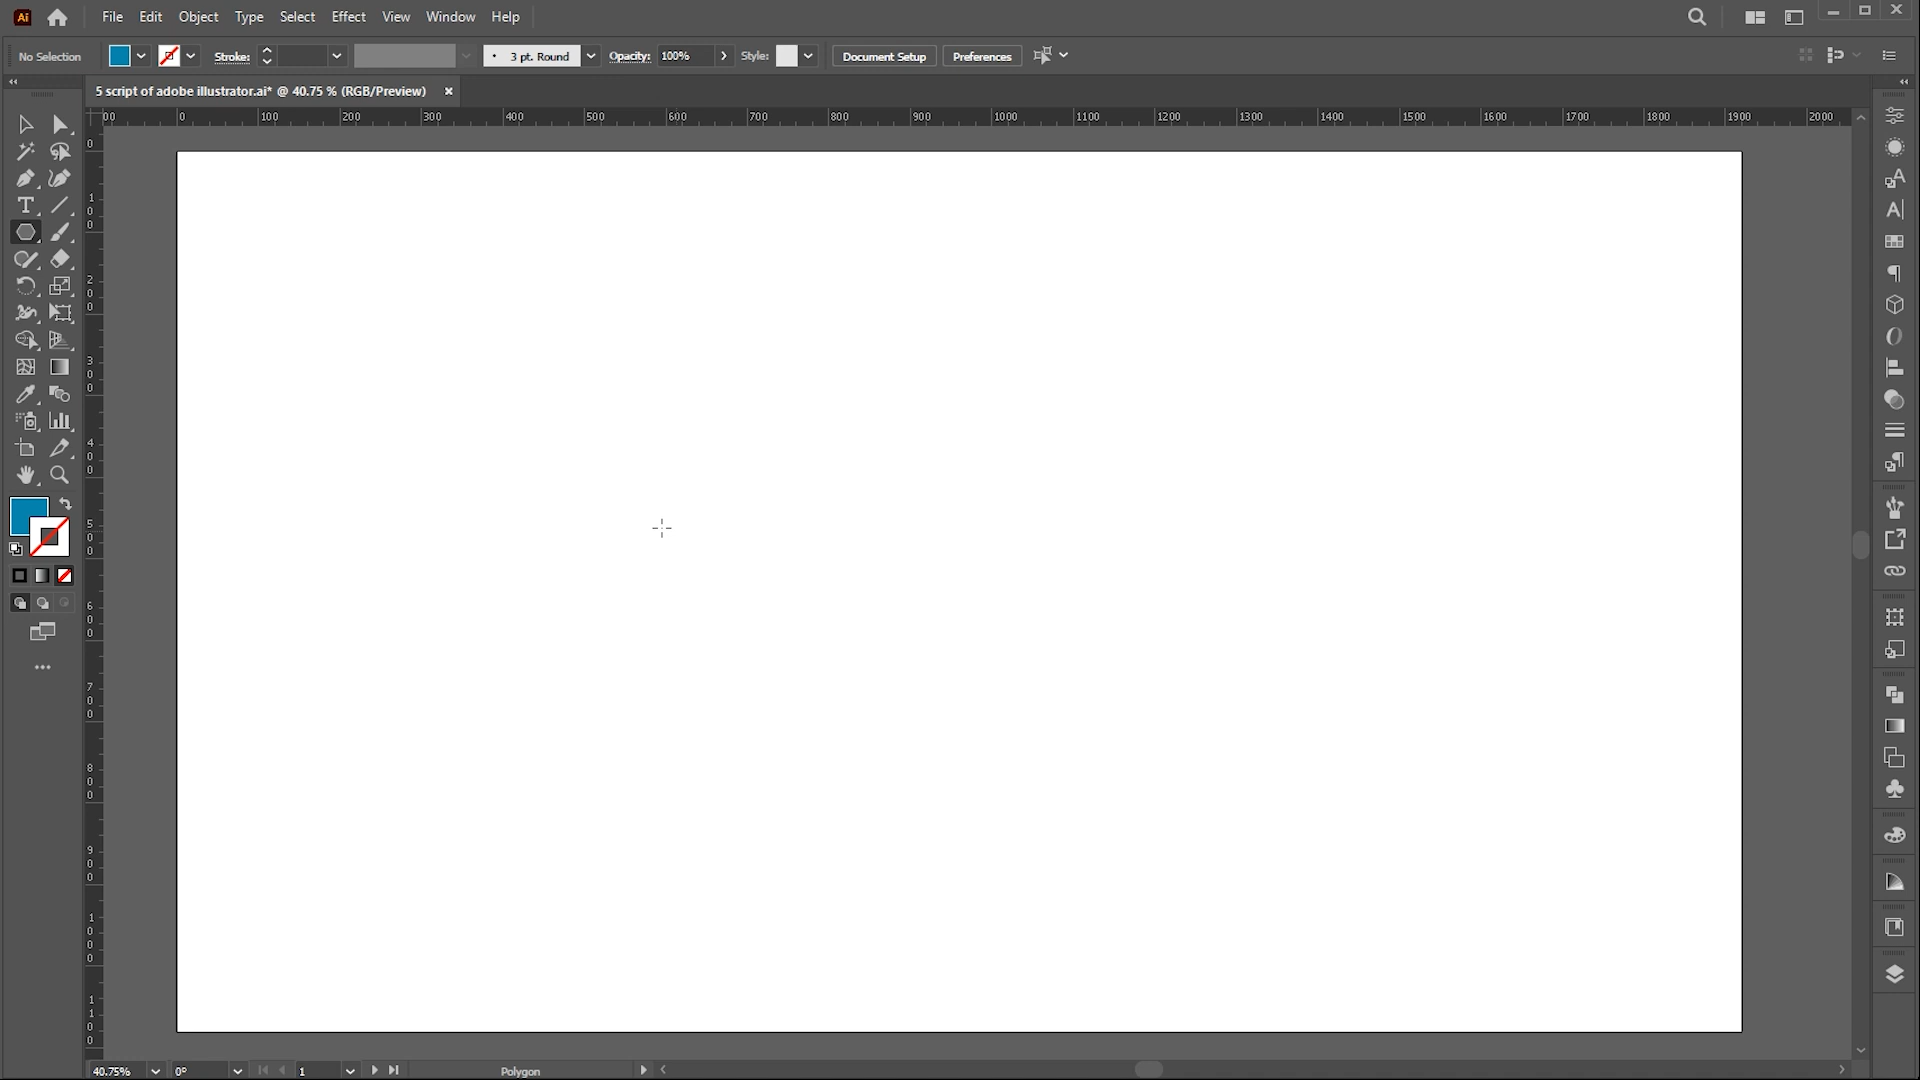 Ai File Edit Object Type Select Effect View Window Help
No Selection Stroke: 3 pt. Round Opacity: 100% Style: Document Setup Preferences
5 script of adobe illustrator.ai* @ 40.75 % (RGB/Preview) ×
00 0 100 200 300 400 500 600 700 800 900 1000 1100 1200 1300 1400 1500 1600 1700 1800 1900 2000
0
100
200
300
400
500
600
700
800
900
1000
110
40.75% 0° 1 Polygon